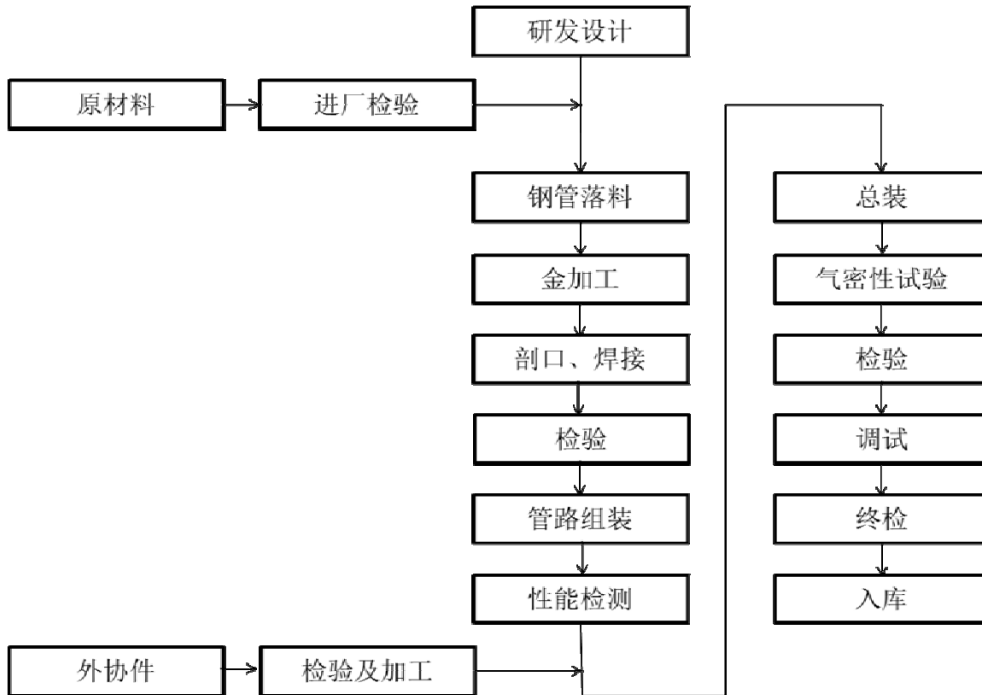 研发设计
原材料
进厂检验
钢管落料
金加工
剖口、焊接
检验
管路组装
性能检测
外协件
检验及加工
总装
气密性试验
检验
调试
终检
入库